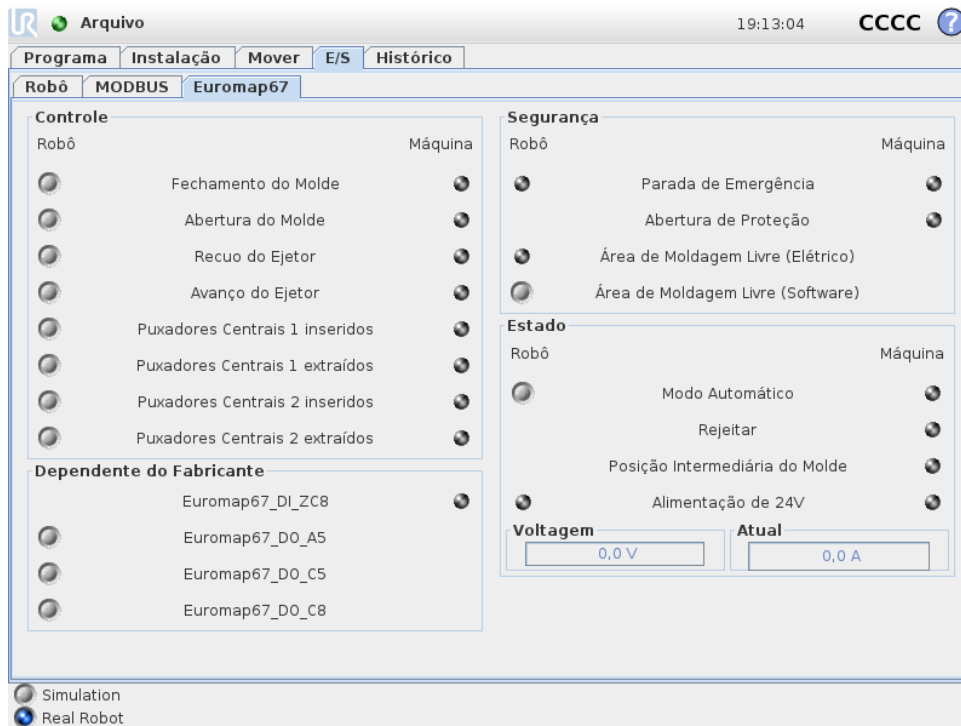 UR Arquivo 19:13:04 CCCC ?
Programa Instalação Mover E/S Histórico
Robô MODBUS Euromap67
Controle
Robô Máquina
Fechamento do Molde
Abertura do Molde
Recuo do Ejetor
Avanço do Ejetor
Puxadores Centrais 1 inseridos
Puxadores Centrais 1 extraídos
Puxadores Centrais 2 inseridos
Puxadores Centrais 2 extraídos
Dependente do Fabricante
Euromap67_DI_ZC8
Euromap67_DO_A5
Euromap67_DO_C5
Euromap67_DO_C8
Segurança
Robô Máquina
Parada de Emergência
Abertura de Proteção
Área de Moldagem Livre (Elétrico)
Área de Moldagem Livre (Software)
Estado
Robô Máquina
Modo Automático
Rejeitar
Posição Intermediária do Molde
Alimentação de 24V
Voltagem Atual
0,0 V 0,0 A
Simulation
Real Robot